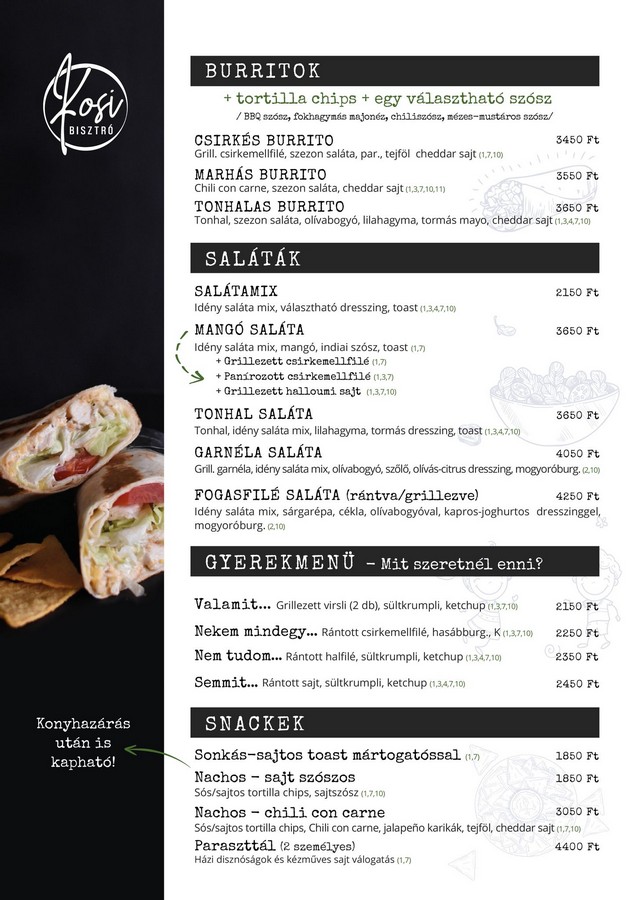 Kosi
BISZTRÓ
BURRITOK
+ tortilla chips + egy választható szósz
/ BBQ szósz, fokhagymás majonéz, chiliszósz, mézes-mustáros szósz/
CSIRKÉS BURRITO 3450 Ft
Grill. csirkemellfilé, szezon saláta, par., tejföl cheddar sajt (1,7,10)
MARHÁS BURRITO 3550 Ft
Chili con carne, szezon saláta, cheddar sajt (1,3,7,10,11)
TONHALAS BURRITO 3650 Ft
Tonhal, szezon saláta, olívabogyó, lilahagyma, tormás mayo, cheddar sajt (1,3,4,7,10)
SALÁTÁK
SALÁTAMIX 2150 Ft
Idény saláta mix, választható dresszing, toast (1,3,4,7,10)
MANGÓ SALÁTA 3650 Ft
Idény saláta mix, mangó, indiai szósz, toast (1,7)
+ Grillezett csirkemellfilé (1,7)
+ Panírozott csirkemellfilé (1,3,7)
+ Grillezett halloumi sajt (1,3,7,10)
TONHAL SALÁTA 3650 Ft
Tonhal, idény saláta mix, lilahagyma, tormás dresszing, toast (1,3,4,7,10)
GARNÉLA SALÁTA 4050 Ft
Grill. garnéla, idény saláta mix, olívabogyó, szőlő, olívás-citrus dresszing, mogyoróburg. (2,10)
FOGASFILÉ SALÁTA (rántva/grillezve) 4250 Ft
Idény saláta mix, sárgarépa, cékla, olívabogyóval, kapros-joghurtos dresszinggel,
mogyoróburg. (2,10)
GYEREKMENÜ - Mit szeretnél enni?
Valamit... Grillezett virsli (2 db), sültkrumpli, ketchup (1,3,7,10) 2150 Ft
Nekem mindegy... Rántott csirkemellfilé, hasábburg., K (1,3,7,10) 2250 Ft
Nem tudom... Rántott halfilé, sültkrumpli, ketchup (1,3,4,7,10) 2350 Ft
Semmit... Rántott sajt, sültkrumpli, ketchup (1,3,4,7,10) 2450 Ft
SNACKEK
Konyhazárás
után is
kapható!
Sonkás-sajtos toast mártogatóssal (1,7) 1850 Ft
Nachos - sajt szószos 1850 Ft
Sós/sajtos tortilla chips, sajtszósz (1,7,10)
Nachos - chili con carne 3050 Ft
Sós/sajtos tortilla chips, Chili con carne, jalapeño karikák, tejföl, cheddar sajt (1,7,10)
Paraszttál (2 személyes) 4400 Ft
Házi disznóságok és kézműves sajt válogatás (1,7)